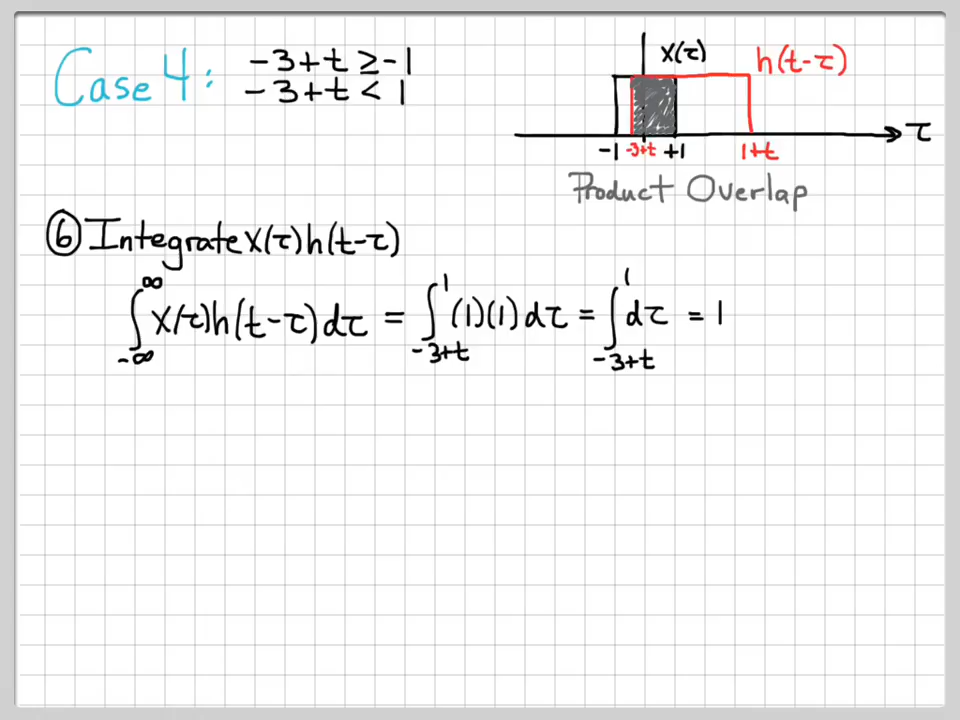 Case 4: -3+t ≥ -1
-3+t < 1
x(τ) h(t-τ)
τ
-1 -3+t +1 1+t
Product Overlap
⑥ Integrate x(τ)h(t-τ)
∫_{-∞}^{∞} x(τ)h(t-τ)dτ = ∫_{-3+t}^{1} (1)(1)dτ = ∫_{-3+t}^{1} dτ = 1